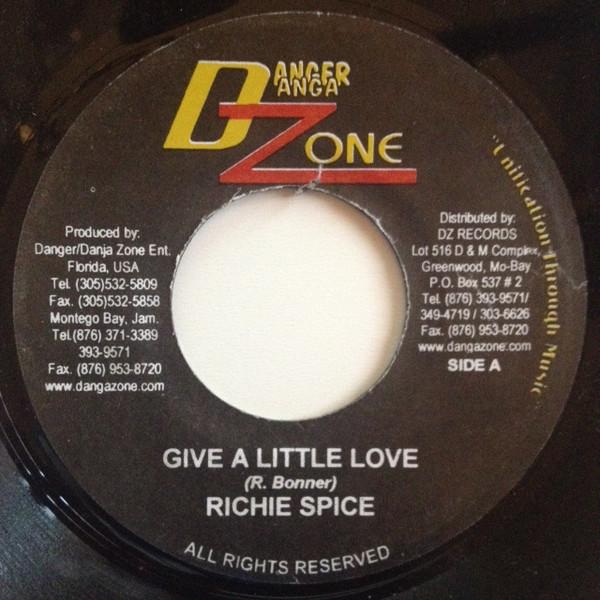 DANGER
ANGA
ZONE
"Unification Through Music"
Produced by:
Danger/Danja Zone Ent.
Florida, USA
Tel. (305)532-5809
Fax. (305)532-5858
Montego Bay, Jam.
Tel.(876) 371-3389
393-9571
Fax. (876) 953-8720
www.dangazone.com
Distributed by:
DZ RECORDS
Lot 516 D & M Complex,
Greenwood, Mo-Bay
P.O. Box 537 # 2
Tel. (876) 393-9571/
349-4719 / 303-6626
Fax. (876) 953-8720
www.dangazone.com
SIDE A
GIVE A LITTLE LOVE
(R. Bonner)
RICHIE SPICE
ALL RIGHTS RESERVED